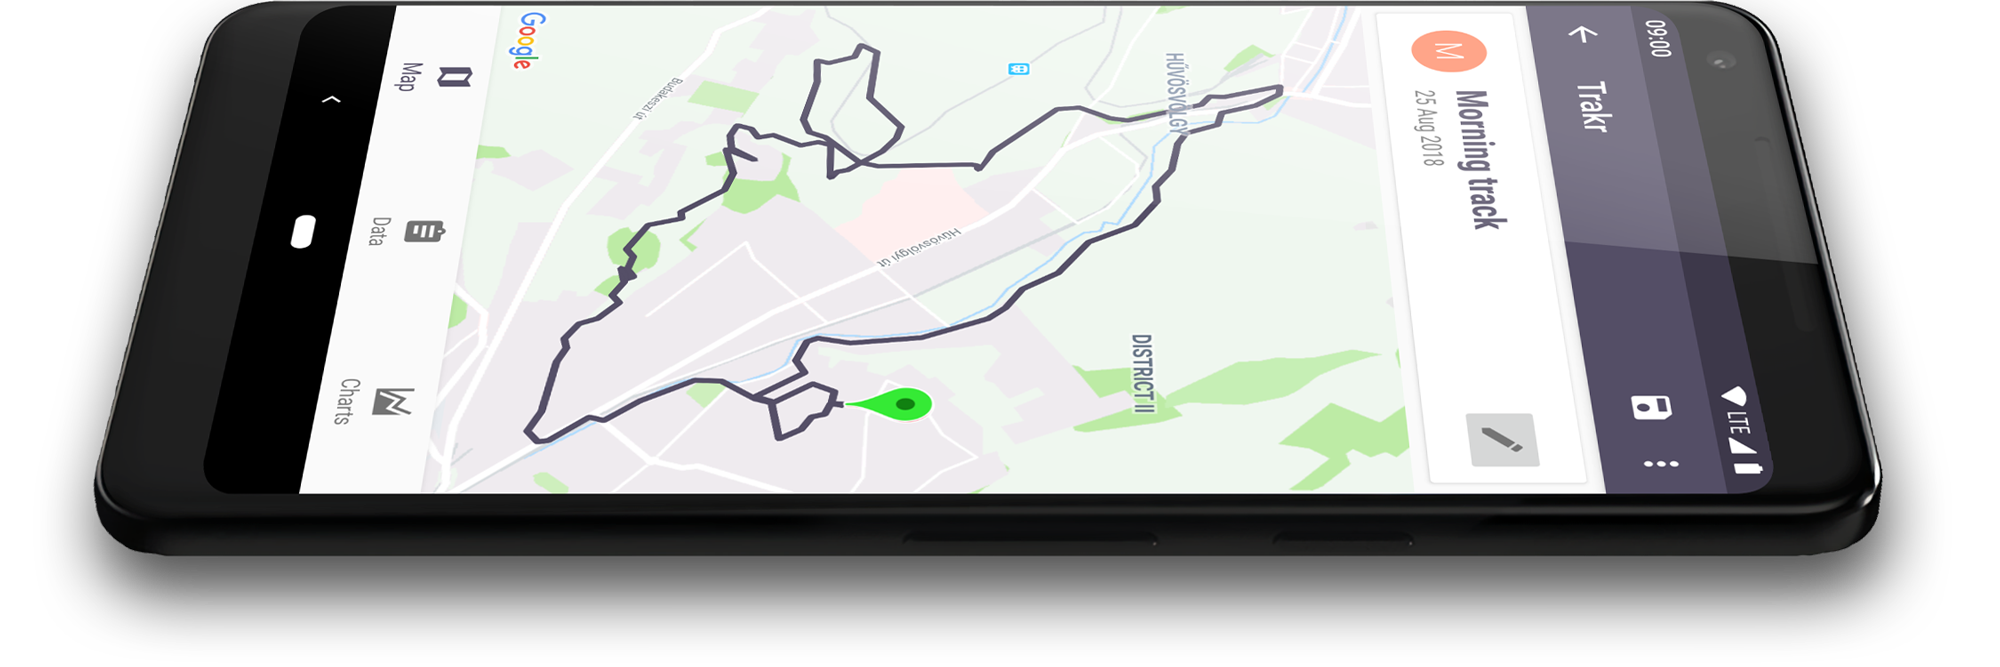 09:00
LTE
Trakr
M
Morning track
25 Aug 2018
HŰVÖSVÖLGY
DISTRICT II
Hűvösvölgyi út
Budakeszi út
Google
Map
Data
Charts